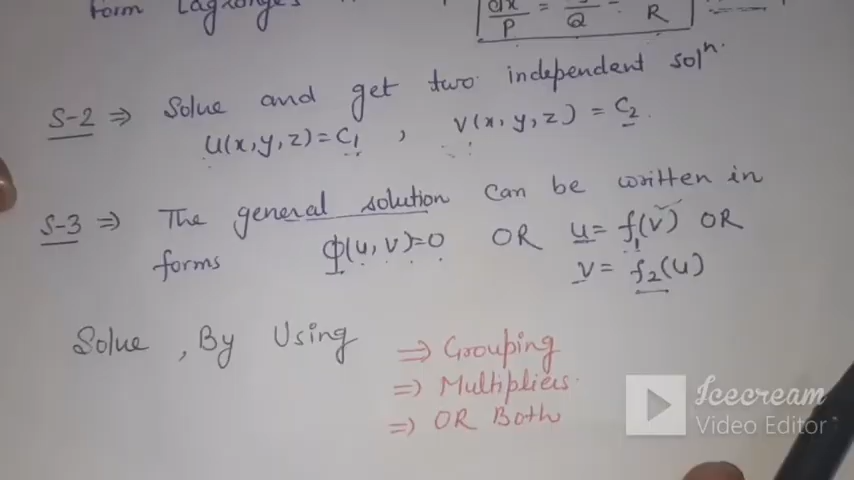 form Lagranges
dx/P = /Q = /R
S-2 ⇒ Solve and get two independent solⁿ.
u(x,y,z)=C₁ , v(x,y,z)=C₂.
S-3 ⇒ The general solution can be written in
forms ϕ(u,v)=0 OR u=f₁(v) OR
v=f₂(u)
Solve , By Using
⇒ Grouping
⇒ Multipliers.
⇒ OR Both
Icecream
Video Editor